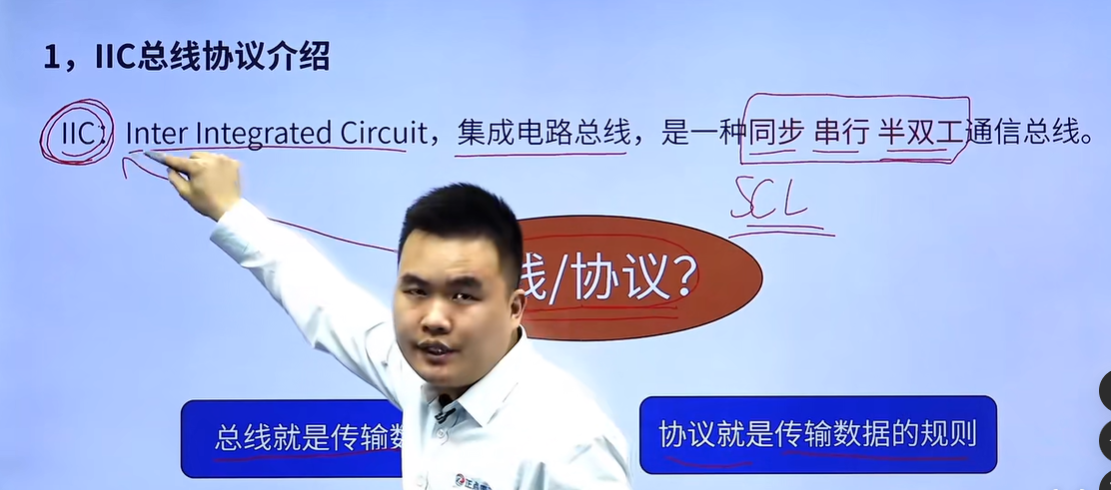 1，IIC总线协议介绍
IIC：Inter Integrated Circuit，集成电路总线，是一种同步 串行 半双工通信总线。
SCL
线/协议？
总线就是传输数
协议就是传输数据的规则
正点